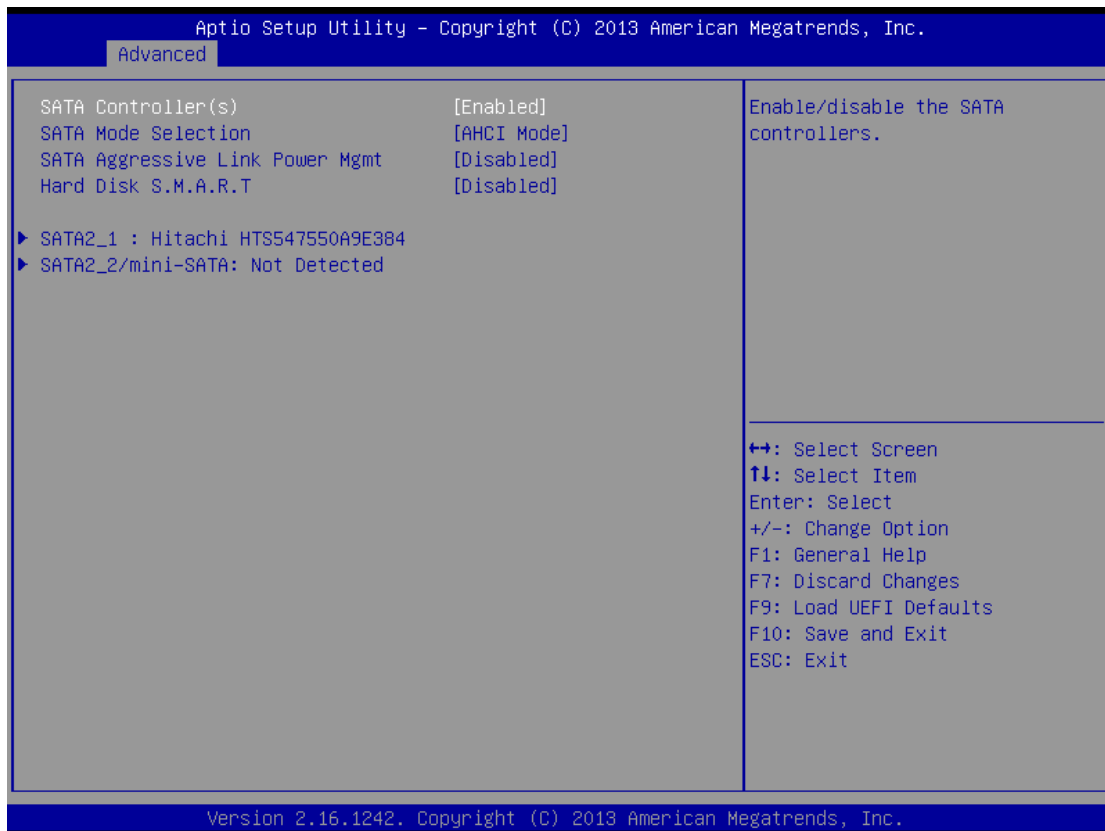 Aptio Setup Utility – Copyright (C) 2013 American Megatrends, Inc.
Advanced
SATA Controller(s) [Enabled]
SATA Mode Selection [AHCI Mode]
SATA Aggressive Link Power Mgmt [Disabled]
Hard Disk S.M.A.R.T [Disabled]
▶ SATA2_1 : Hitachi HTS547550A9E384
▶ SATA2_2/mini-SATA: Not Detected
Enable/disable the SATA
controllers.
↔: Select Screen
↑↓: Select Item
Enter: Select
+/-: Change Option
F1: General Help
F7: Discard Changes
F9: Load UEFI Defaults
F10: Save and Exit
ESC: Exit
Version 2.16.1242. Copyright (C) 2013 American Megatrends, Inc.